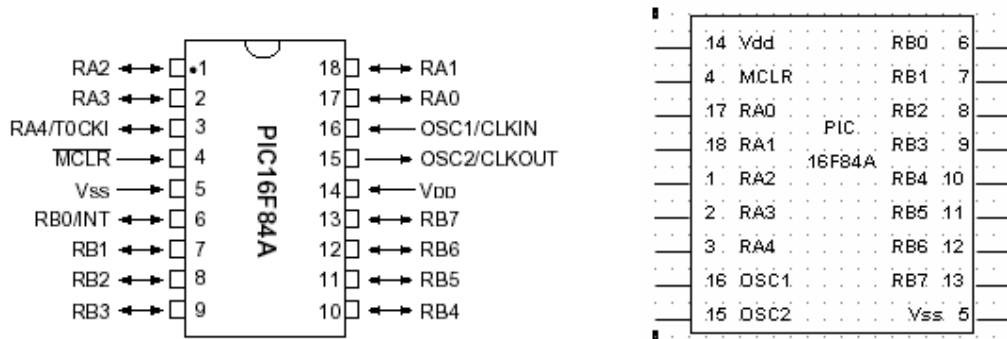 RA2 1 18 RA1
RA3 2 17 RA0
RA4/T0CKI 3 16 OSC1/CLKIN
MCLR 4 15 OSC2/CLKOUT
Vss 5 14 VDD
RB0/INT 6 13 RB7
RB1 7 12 RB6
RB2 8 11 RB5
RB3 9 10 RB4
PIC16F84A
14 Vdd RB0 6
4 MCLR RB1 7
17 RA0 RB2 8
PIC
18 RA1 RB3 9
16F84A
1 RA2 RB4 10
2 RA3 RB5 11
3 RA4 RB6 12
16 OSC1 RB7 13
15 OSC2 Vss 5